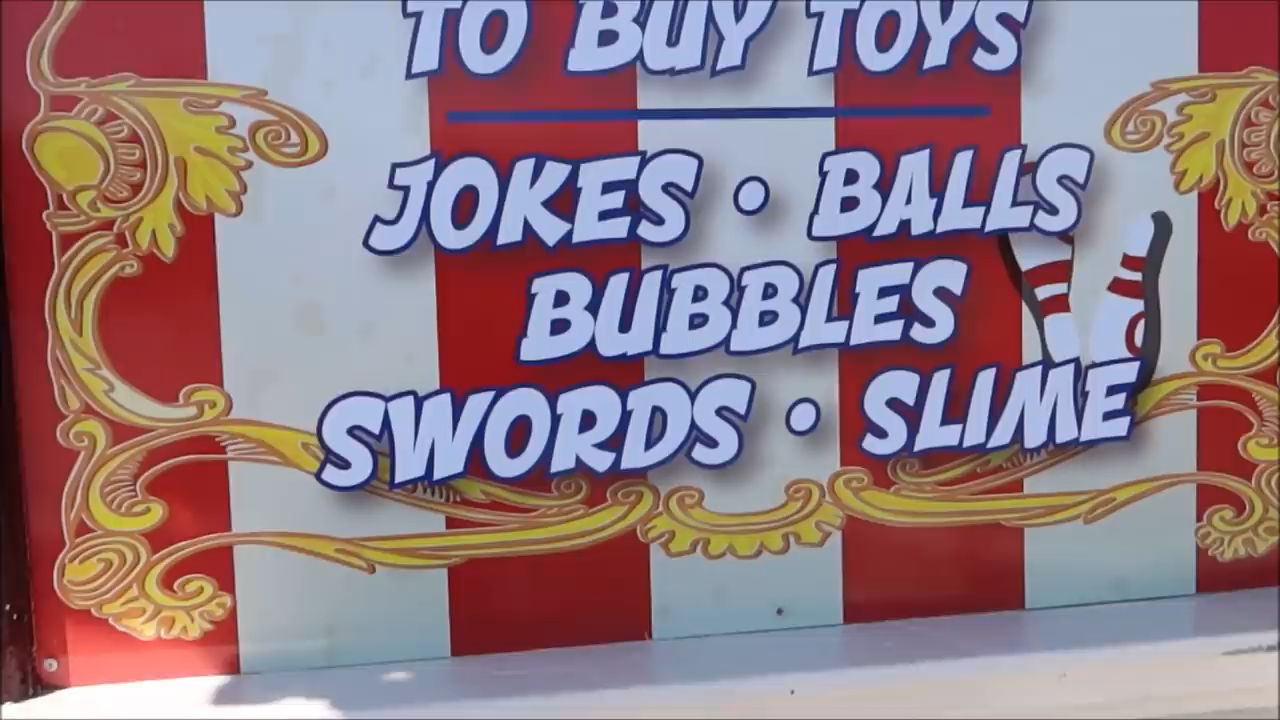 TO BUY TOYS
JOKES • BALLS
BUBBLES
SWORDS • SLIME